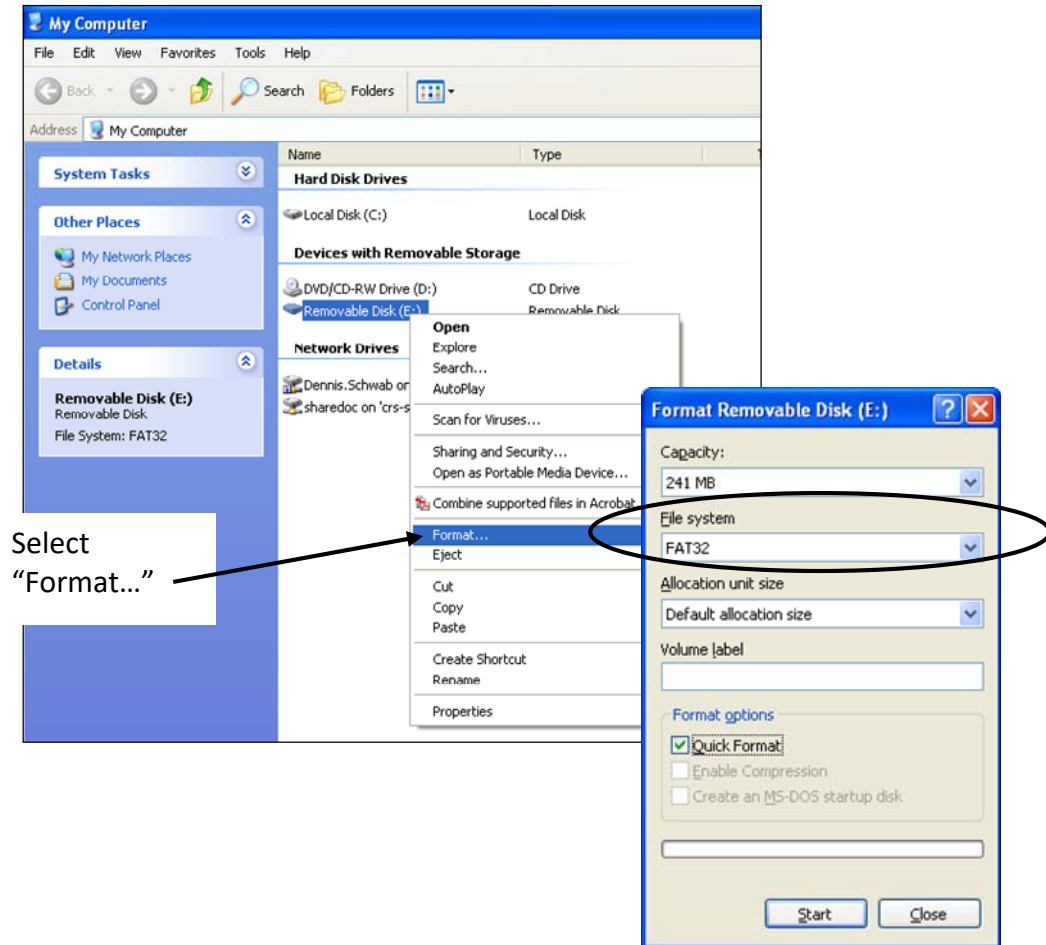 My Computer
File Edit View Favorites Tools Help
Back Search Folders
Address My Computer
Name Type
System Tasks
Hard Disk Drives
Local Disk (C:) Local Disk
Other Places
My Network Places
My Documents
Control Panel
Devices with Removable Storage
DVD/CD-RW Drive (D:) CD Drive
Removable Disk (E:) Removable Disk
Network Drives
Dennis.Schwab on
sharedoc on 'crs-s
Details
Removable Disk (E:)
Removable Disk
File System: FAT32
Open
Explore
Search...
AutoPlay
Scan for Viruses...
Sharing and Security...
Open as Portable Media Device...
Combine supported files in Acrobat
Format...
Eject
Cut
Copy
Paste
Create Shortcut
Rename
Properties
Select
“Format…”
Format Removable Disk (E:)
Capacity:
241 MB
File system
FAT32
Allocation unit size
Default allocation size
Volume label
Format options
Quick Format
Enable Compression
Create an MS-DOS startup disk
Start Close